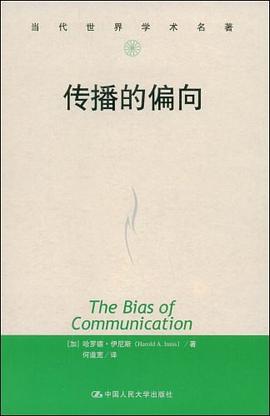 当代世界学术名著
传播的偏向
The Bias of
Communication
[加] 哈罗德·伊尼斯 (Harold A. Innis) 著
何道宽 译
中国人民大学出版社